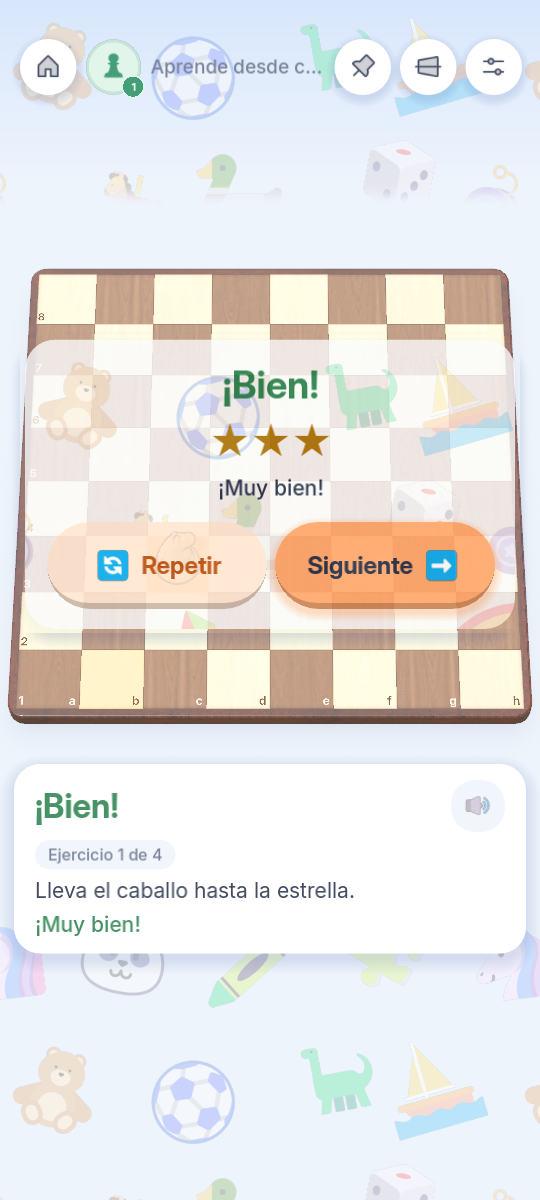 1
Aprende desde c...
8
7
¡Bien!
6
¡Muy bien!
5
4
Repetir
Siguiente
3
2
1 a b c d e f g h
¡Bien!
Ejercicio 1 de 4
Lleva el caballo hasta la estrella.
¡Muy bien!